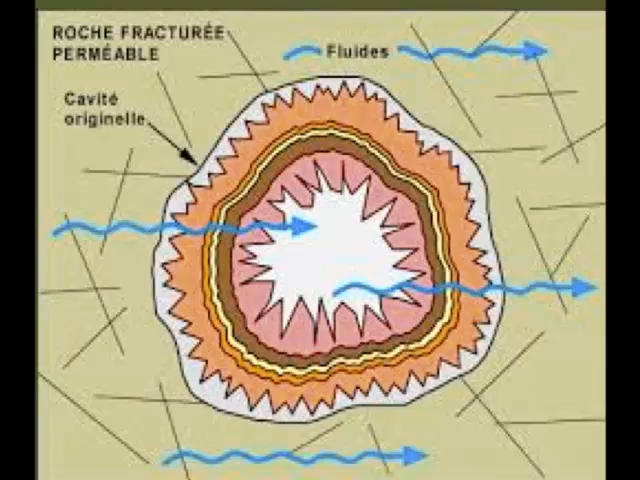 ROCHE FRACTURÉE
PERMÉABLE
Fluides
Cavité
originelle